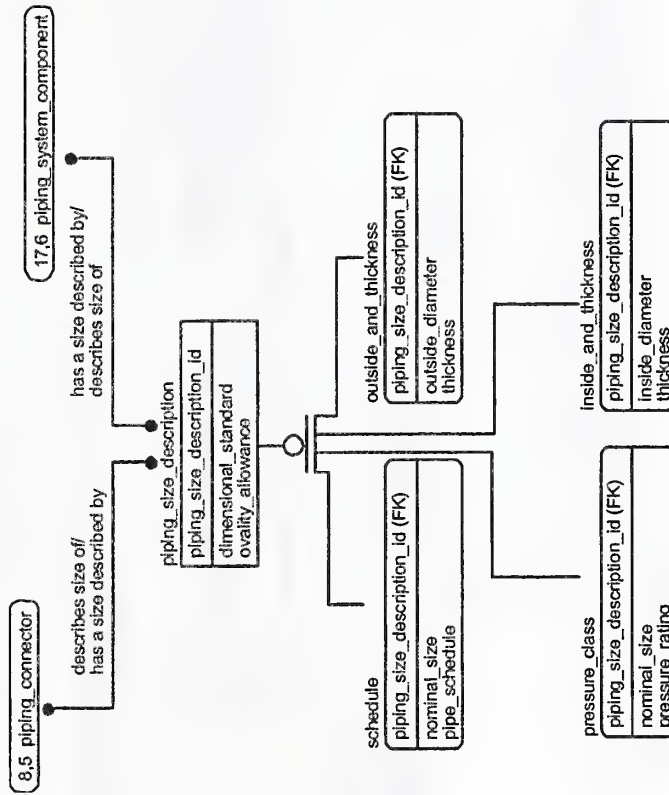 8,5 piping_connector
17,6 piping_system_component
describes size of/
has a size described by
has a size described by/
describes size of
piping_size_description
piping_size_description_id
dimensional_standard
ovality_allowance
schedule
piping_size_description_id (FK)
nominal_size
pipe_schedule
outside_and_thickness
piping_size_description_id (FK)
outside_diameter
thickness
pressure_class
piping_size_description_id (FK)
nominal_size
pressure_rating
inside_and_thickness
piping_size_description_id (FK)
inside_diameter
thickness